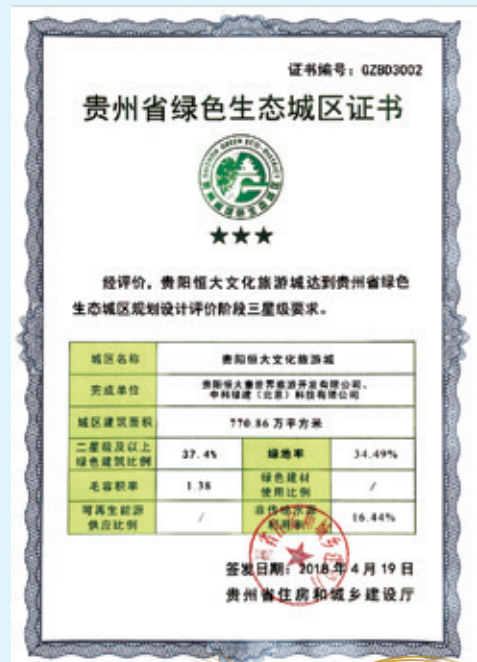 证书编号：GZBD3002
贵州省绿色生态城区证书
★★★
经评价，贵阳恒大文化旅游城达到贵州省绿色
生态城区规划设计评价阶段三星级要求。
城区名称 贵阳恒大文化旅游城
完成单位 贵阳恒大童世界旅游开发有限公司、
中科绿建（北京）科技有限公司
城区建筑面积 770.86 万平方米
二星级及以上
绿色建筑比例 37.4% 绿地率 34.49%
毛容积率 1.38 绿色建材
使用比例 /
可再生能源
供应比例 / 非传统水源
16.44%
签发日期：2018 年 4 月 19 日
贵州省住房和城乡建设厅